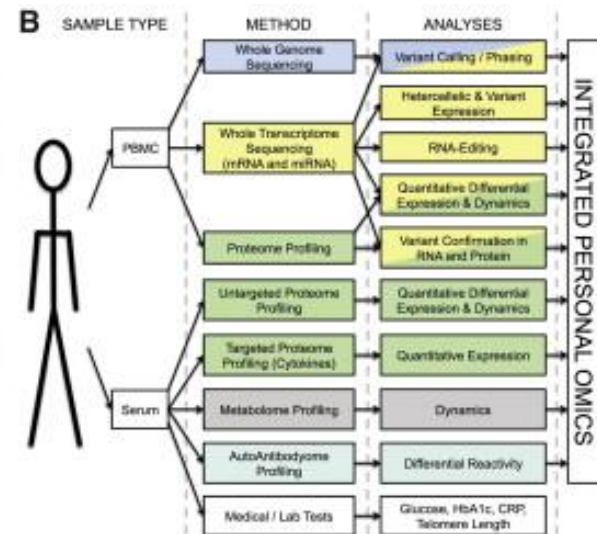 B
SAMPLE TYPE
METHOD
ANALYSES
PBMC
Serum
Whole Genome
Sequencing
Whole Transcriptome
Sequencing
(mRNA and miRNA)
Proteome Profiling
Untargeted Proteome
Profiling
Targeted Proteome
Profiling (Cytokines)
Metabolome Profiling
AutoAntibodyome
Profiling
Medical / Lab Tests
Variant Calling / Phasing
Heteroallelic & Variant
Expression
RNA-Editing
Quantitative Differential
Expression & Dynamics
Variant Confirmation in
RNA and Protein
Quantitative Differential
Expression & Dynamics
Quantitative Expression
Dynamics
Differential Reactivity
Glucose, HbA1c, CRP,
Telomere Length
INTEGRATED PERSONAL OMICS